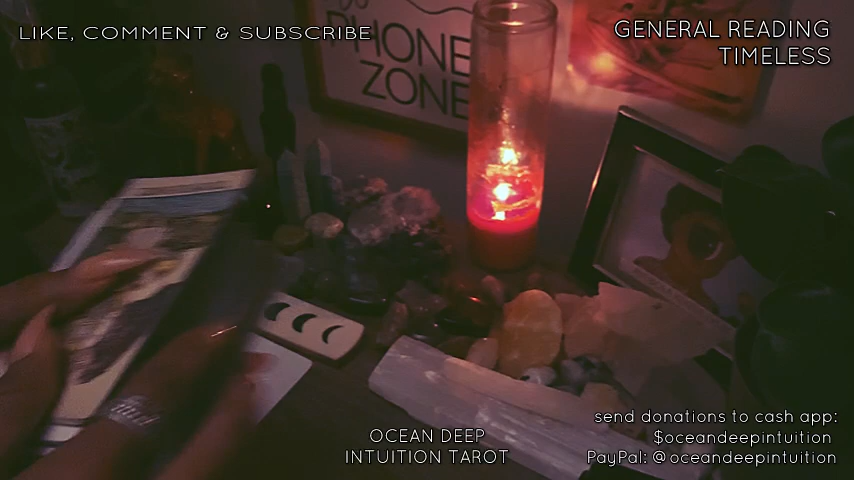 LIKE, COMMENT & SUBSCRIBE
GENERAL READING
TIMELESS
PHONE
ZONE
send donations to cash app:
$oceandeepintuition
PayPal: @oceandeepintuition
OCEAN DEEP
INTUITION TAROT